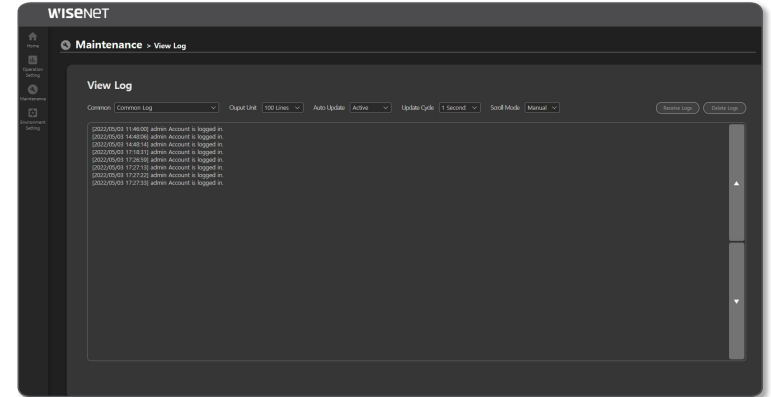 WISENET
Home
Operation
Setting
Maintenance
Environment
Setting
Maintenance > View Log
View Log
Common Common Log Ouput Unit 100 Lines Auto Update Active Update Cycle 1 Second Scroll Mode Manual Receive Logs Delete Logs
[2022/05/03 11:46:00] admin Account is logged in.
[2022/05/03 14:48:06] admin Account is logged in.
[2022/05/03 14:48:14] admin Account is logged in.
[2022/05/03 17:18:31] admin Account is logged in.
[2022/05/03 17:26:59] admin Account is logged in.
[2022/05/03 17:27:13] admin Account is logged in.
[2022/05/03 17:27:22] admin Account is logged in.
[2022/05/03 17:27:33] admin Account is logged in.